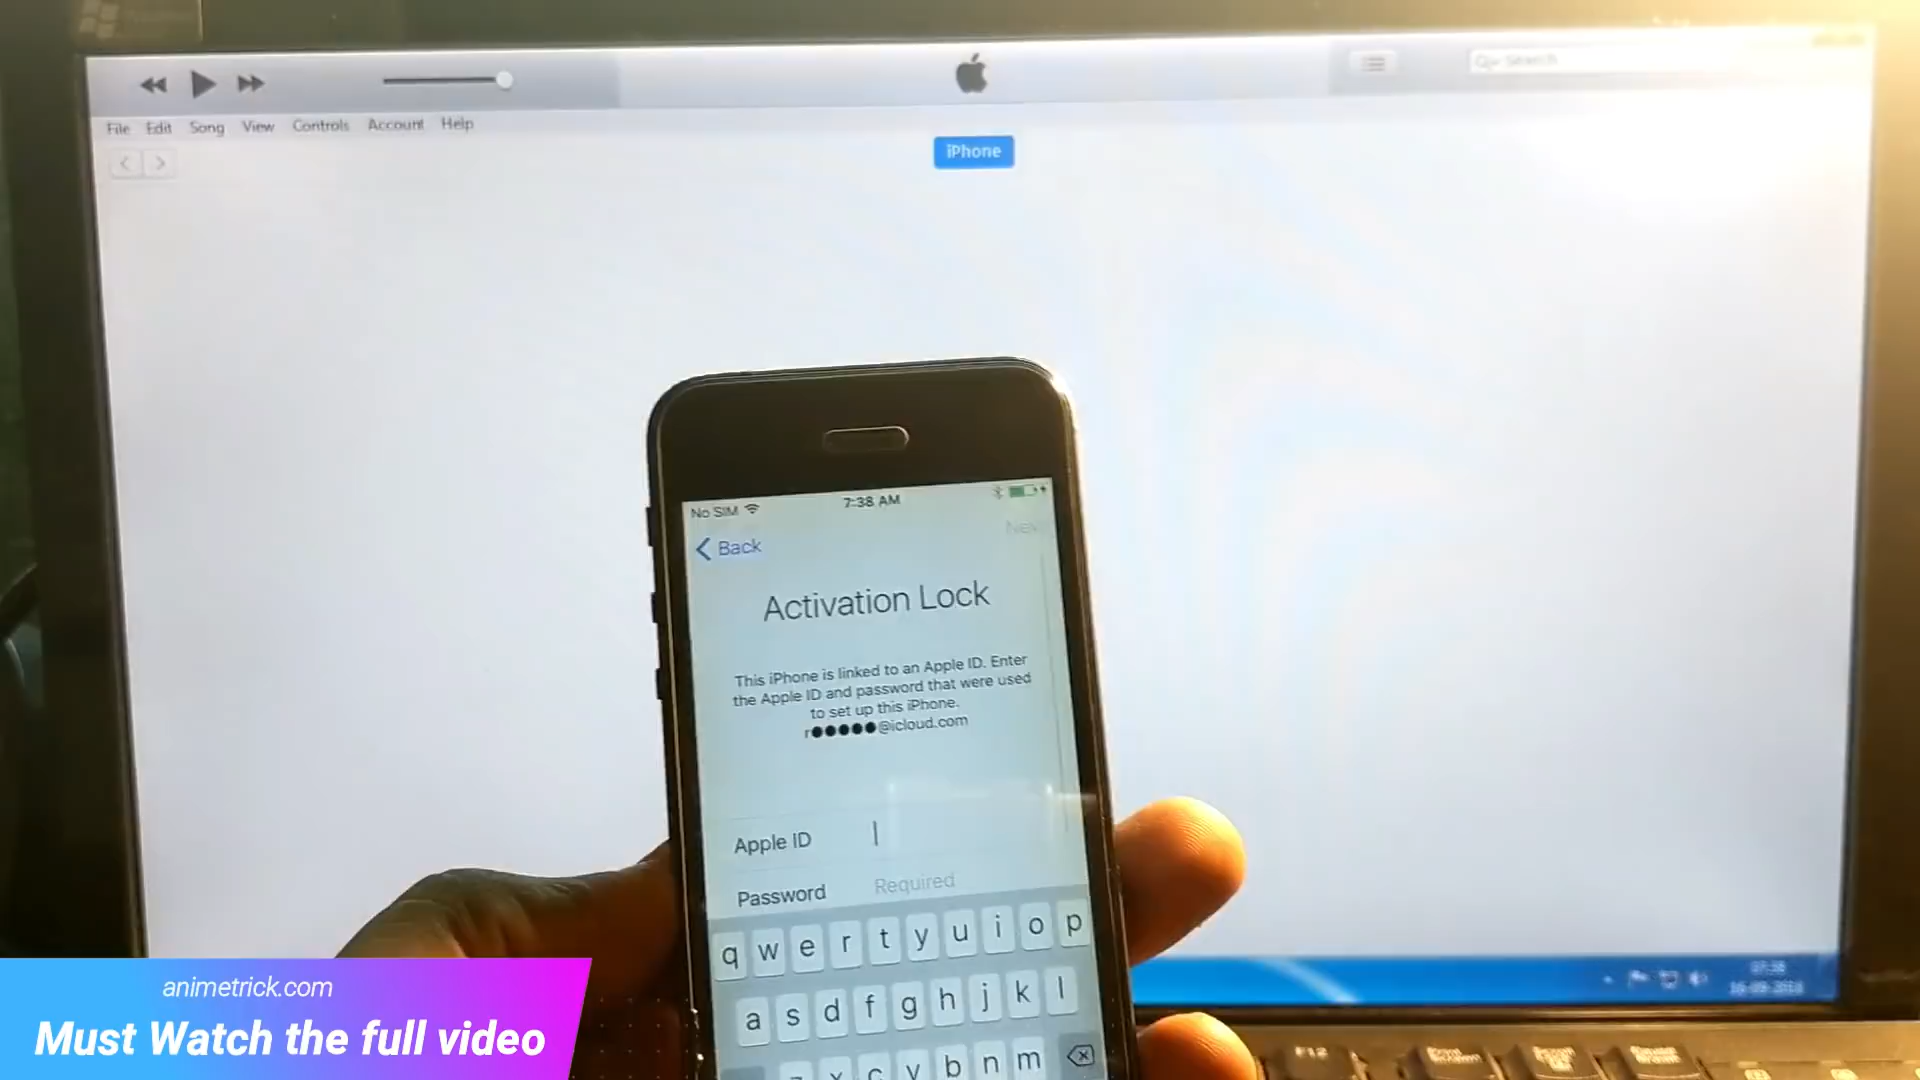 Search
File Edit Song View Controls Account Help
iPhone
No SIM 7:38 AM
Back
Activation Lock
This iPhone is linked to an Apple ID. Enter
the Apple ID and password that were used
to set up this iPhone.
r●●●●●@icloud.com
Apple ID
Password Required
q w e r t y u i o p
a s d f g h j k l
z x c v b n m
F12
animetrick.com
Must Watch the full video